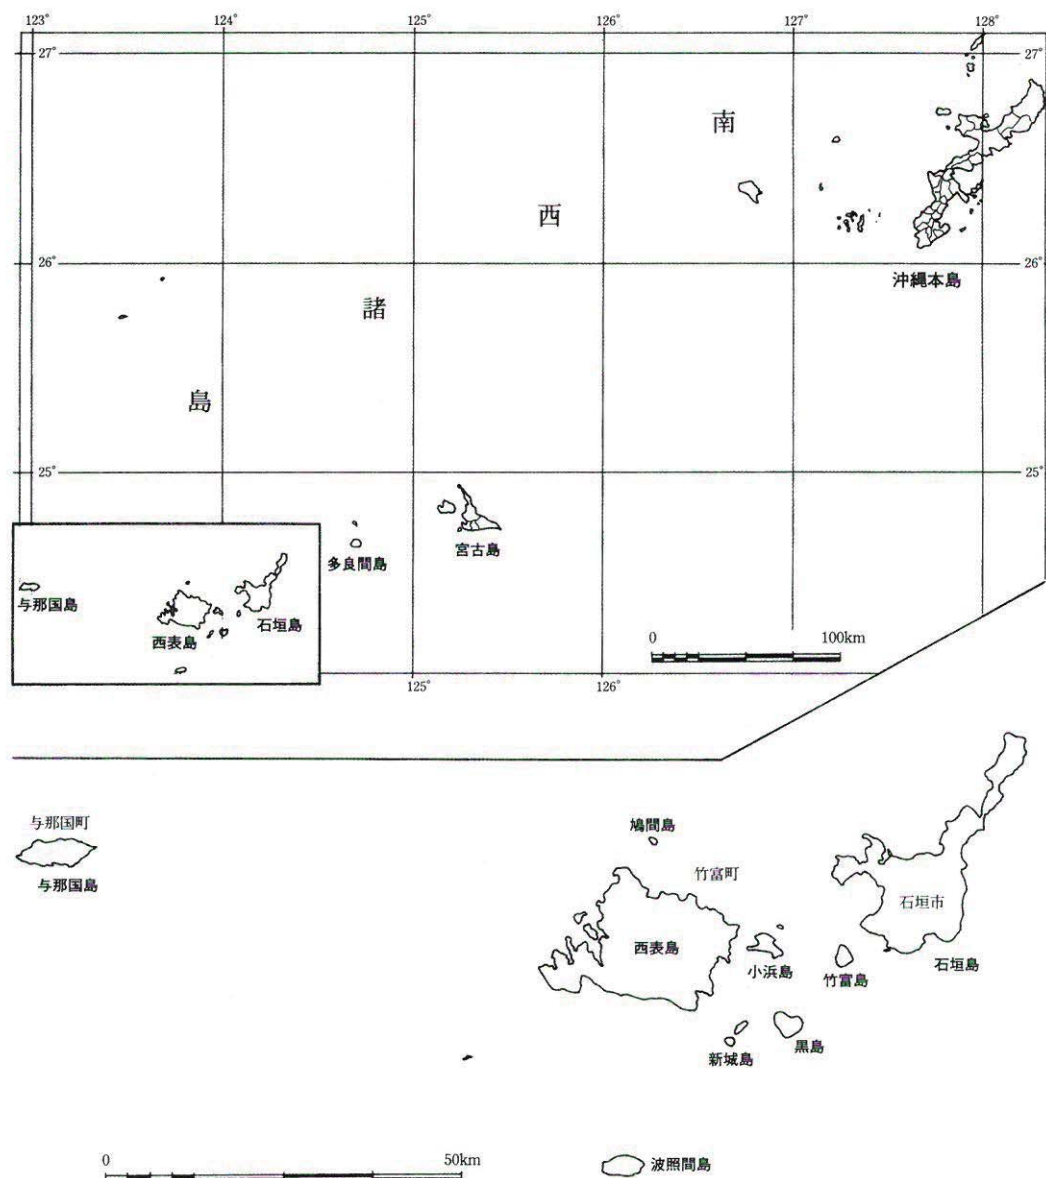 123°
124°
125°
126°
127°
128°
27°
27°
南
西
諸
島
26°
26°
沖縄本島
25°
25°
多良間島
宮古島
与那国島
西表島
石垣島
0 100km
125°
126°
与那国町
与那国島
鳩間島
竹富町
西表島
小浜島
竹富島
石垣市
石垣島
新城島
黒島
0 50km
波照間島